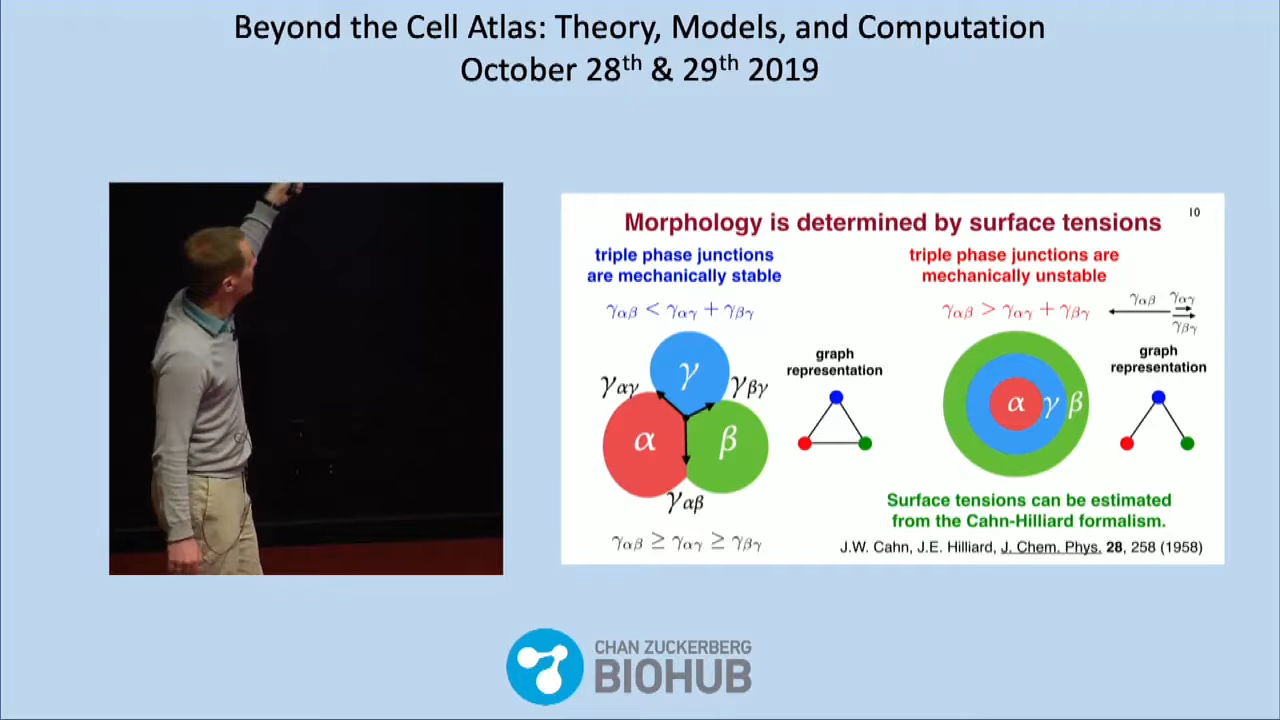 Beyond the Cell Atlas: Theory, Models, and Computation
October 28th & 29th 2019
Morphology is determined by surface tensions
10
triple phase junctions
are mechanically stable
γαβ < γαγ + γβγ
γ
γαγ
γβγ
α
β
γαβ
γαβ ≥ γαγ ≥ γβγ
graph
representation
triple phase junctions are
mechanically unstable
γαβ > γαγ + γβγ
γαβ
γαγ
γβγ
α γ β
graph
representation
Surface tensions can be estimated
from the Cahn-Hilliard formalism.
J.W. Cahn, J.E. Hilliard, J. Chem. Phys. 28, 258 (1958)
CHAN ZUCKERBERG
BIOHUB